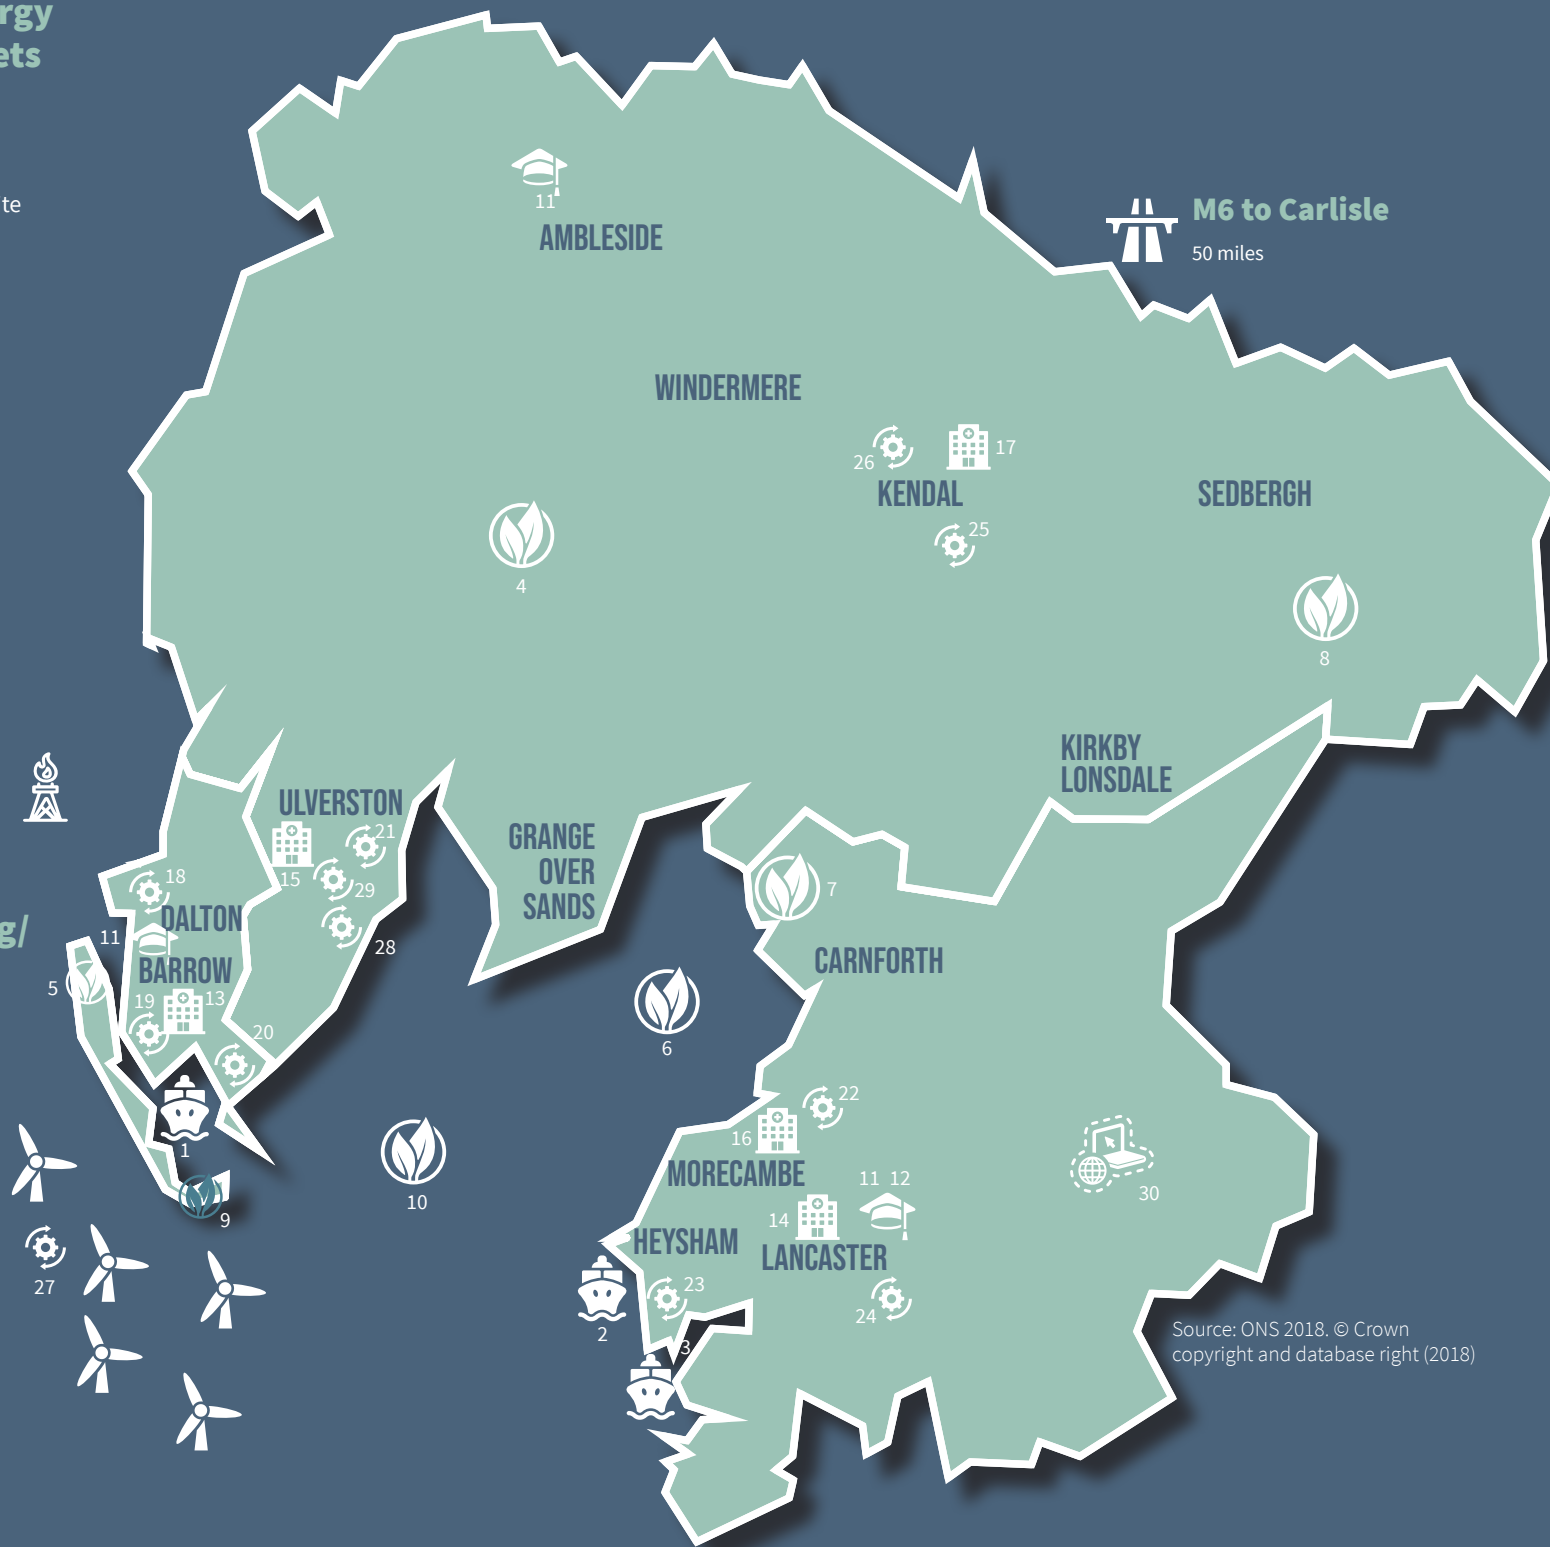 rgy
ets
te
M6 to Carlisle
50 miles
11
AMBLESIDE
WINDERMERE
26
17
KENDAL
SEDBERGH
25
4
8
KIRKBY
LONSDALE
ULVERSTON
21
GRANGE
OVER
SANDS
15
29
18
7
DALTON
g/
11
28
CARNFORTH
BARROW
5
19
13
20
6
22
16
1
MORECAMBE
11 12
30
10
14
9
HEYSHAM
LANCASTER
27
23
24
2
3
Source: ONS 2018. © Crown
copyright and database right (2018)